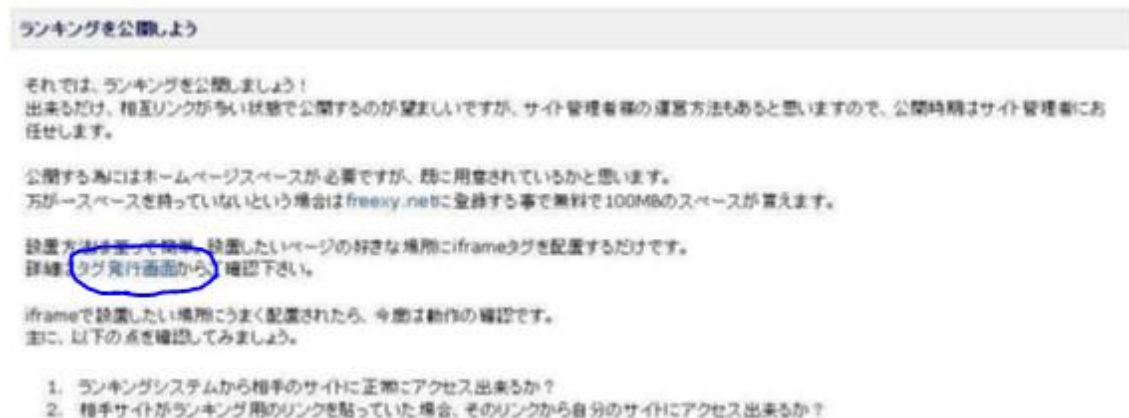 ランキングを公開しよう
それでは、ランキングを公開しましょう！
出来るだけ、相互リンクが多い状態で公開するのが望ましいですが、サイト管理者様の運営方法もあると思いますので、公開時期はサイト管理者にお
任せします。
公開する為にはホームページスペースが必要ですが、既に用意されているかと思います。
万が一スペースを持っていないという場合はfreexy.netに登録する事で無料で100MBのスペースが貰えます。
設置方法は至って簡単、設置したいページの好きな場所にiframeタグを配置するだけです。
詳細はタグ発行画面からご確認下さい。
iframeで設置したい場所にうまく配置されたら、今度は動作の確認です。
主に、以下の点を確認してみましょう。
1. ランキングシステムから相手のサイトに正常にアクセス出来るか？
2. 相手サイトがランキング用のリンクを貼っていた場合、そのリンクから自分のサイトにアクセス出来るか？